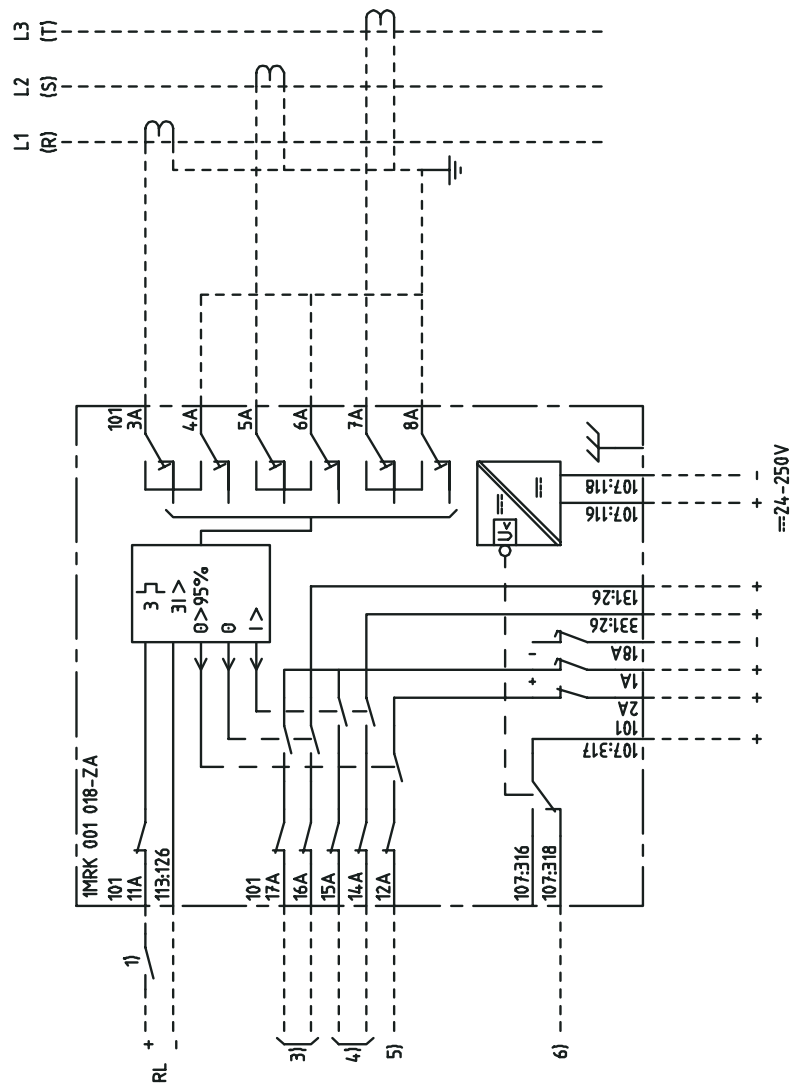 L3
(T)
L2
(S)
L1
(R)
101
3A
4A
5A
6A
7A
8A
3
3I >
Θ>95%
Θ
I >
U<
107:118
107:116
- +
=24-250V
131:26
331:26
18A
1A
2A
101
107:317
+
+
-
+
+
+
-
+
1MRK 001 018-ZA
101
11A
113:126
101
17A
16A
15A
14A
12A
107:316
107:318
1)
RL
+
-
3)
4)
5)
6)